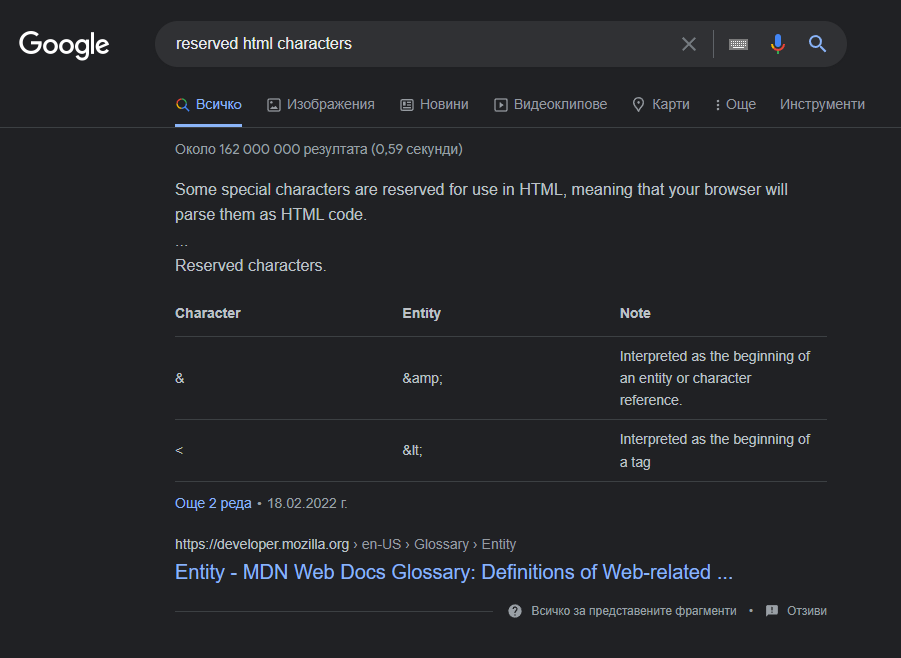 Google
reserved html characters
Всичко Изображения Новини Видеоклипове Карти Още Инструменти
Около 162 000 000 резултата (0,59 секунди)
Some special characters are reserved for use in HTML, meaning that your browser will
parse them as HTML code.
...
Reserved characters.
Character Entity Note
& &amp; Interpreted as the beginning of
an entity or character
reference.
< &lt; Interpreted as the beginning of
a tag
Още 2 реда • 18.02.2022 г.
https://developer.mozilla.org › en-US › Glossary › Entity
Entity - MDN Web Docs Glossary: Definitions of Web-related ...
Всичко за представените фрагменти • Отзиви